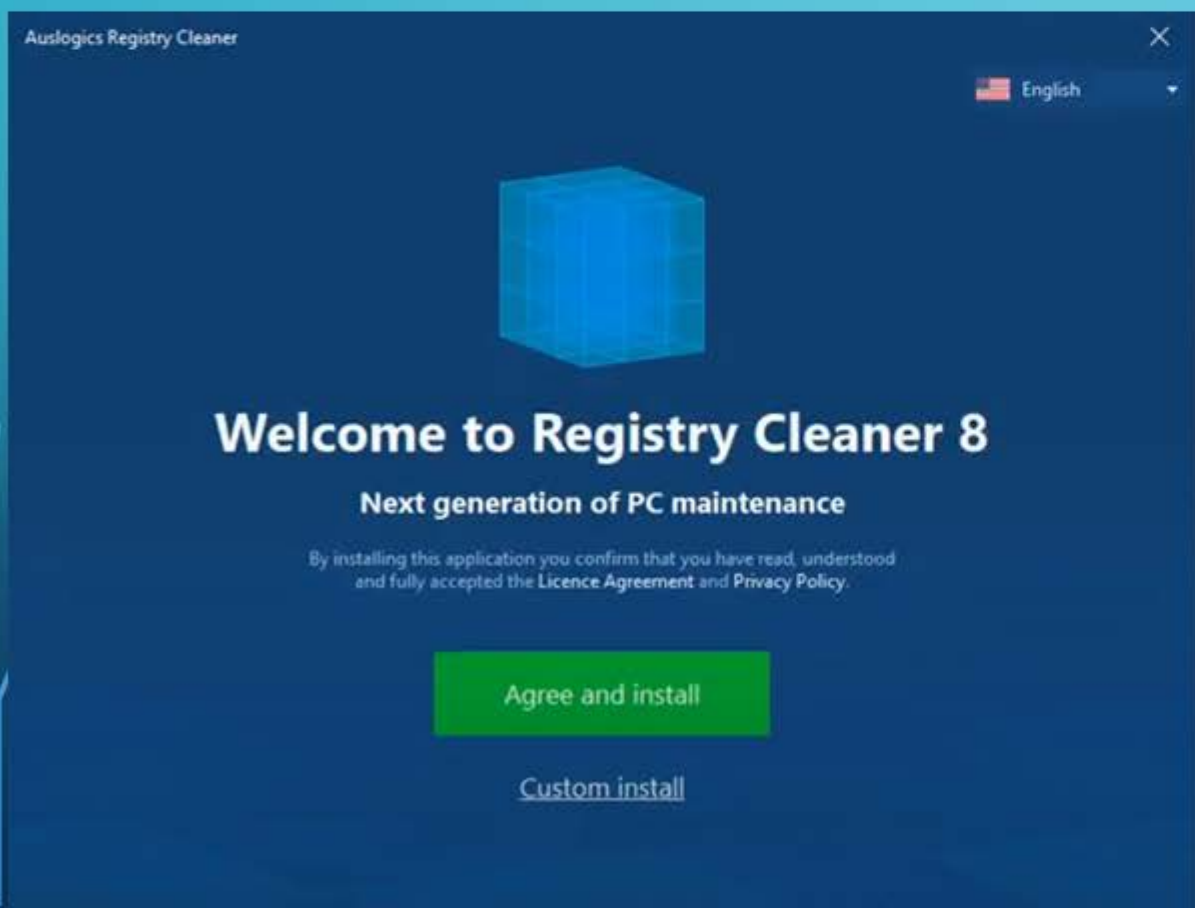 Auslogics Registry Cleaner
English
Welcome to Registry Cleaner 8
Next generation of PC maintenance
By installing this application you confirm that you have read, understood
and fully accepted the Licence Agreement and Privacy Policy.
Agree and install
Custom install